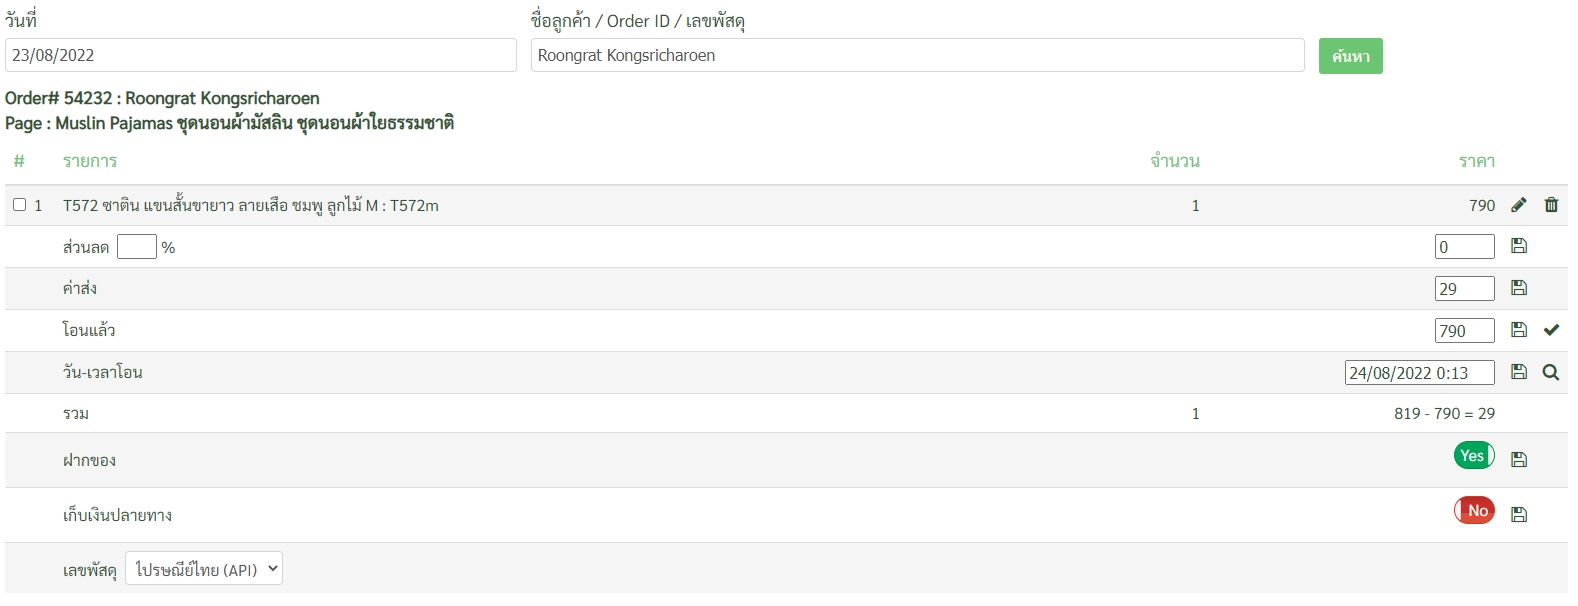 วันที่ ชื่อลูกค้า / Order ID / เลขพัสดุ
23/08/2022 Roongrat Kongsricharoen ค้นหา
Order# 54232 : Roongrat Kongsricharoen
Page : Muslin Pajamas ชุดนอนผ้ามัสลิน ชุดนอนผ้าใยธรรมชาติ
# รายการ จำนวน ราคา
1 T572 ซาติน แขนสั้นขายาว ลายเสือ ชมพู ลูกไม้ M : T572m 1 790
ส่วนลด % 0
ค่าส่ง 29
โอนแล้ว 790
วัน-เวลาโอน 24/08/2022 0:13
รวม 1 819 - 790 = 29
ฝากของ Yes
เก็บเงินปลายทาง No
เลขพัสดุ ไปรษณีย์ไทย (API)